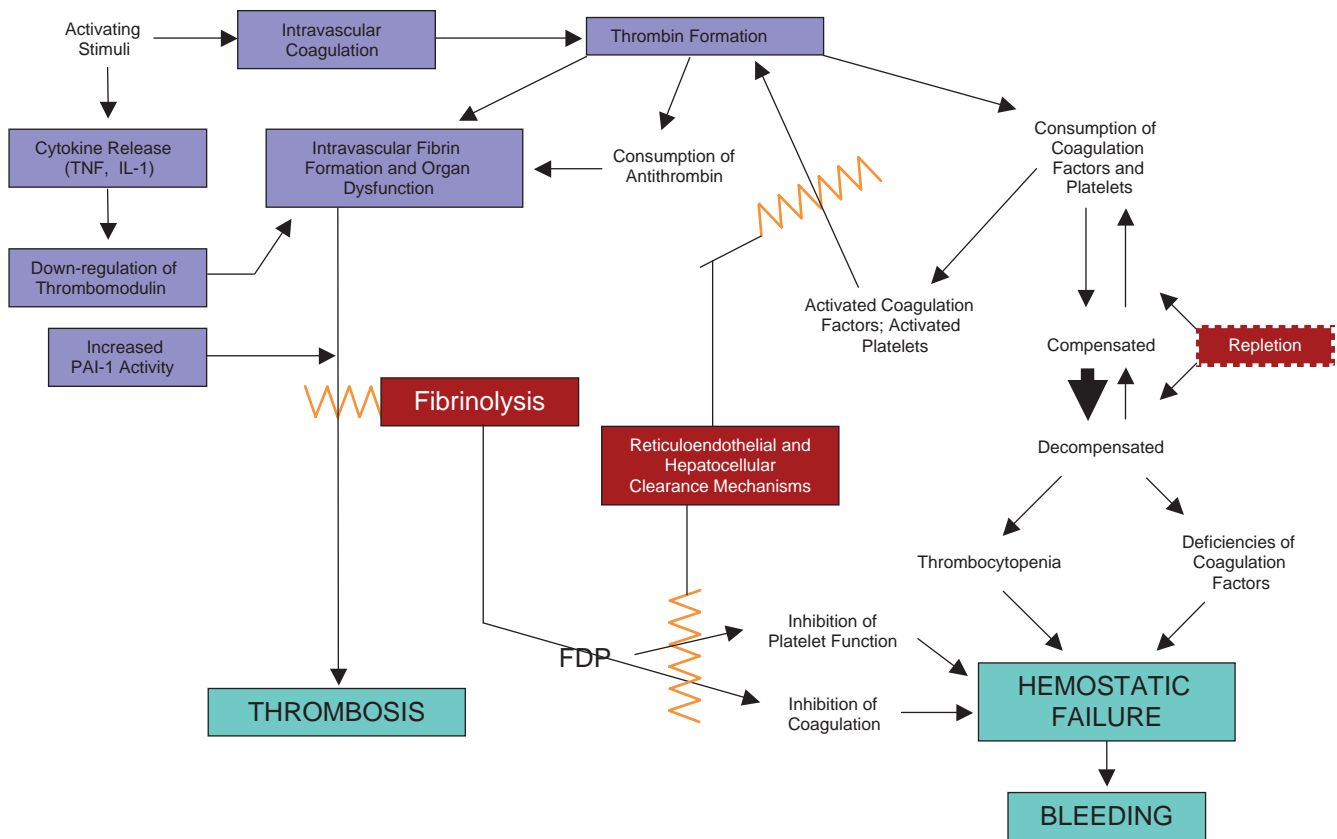 Activating
Stimuli
Intravascular
Coagulation
Thrombin Formation
Cytokine Release
(TNF, IL-1)
Intravascular Fibrin
Formation and Organ
Dysfunction
Consumption of
Antithrombin
Consumption of
Coagulation
Factors and
Platelets
Down-regulation of
Thrombomodulin
Activated Coagulation
Factors; Activated
Platelets
Increased
PAI-1 Activity
Compensated
Repletion
Fibrinolysis
Reticuloendothelial and
Hepatocellular
Clearance Mechanisms
Decompensated
Thrombocytopenia
Deficiencies of
Coagulation
Factors
FDP
Inhibition of
Platelet Function
Inhibition of
Coagulation
THROMBOSIS
HEMOSTATIC
FAILURE
BLEEDING